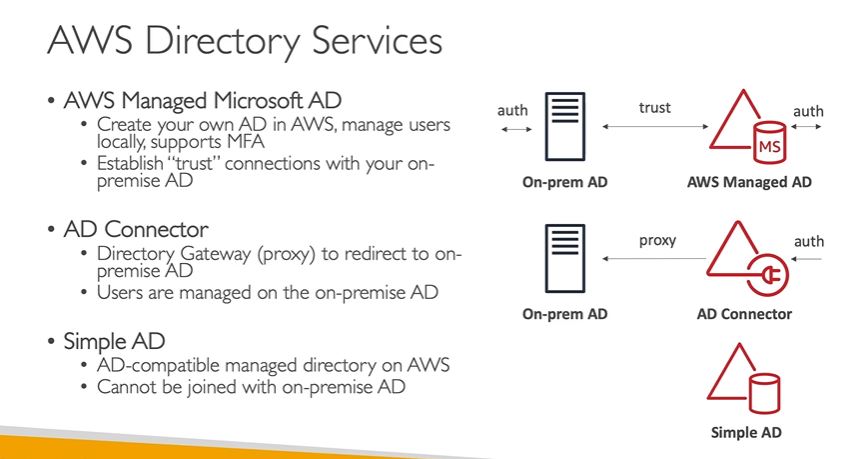 AWS Directory Services
• AWS Managed Microsoft AD
• Create your own AD in AWS, manage users
locally, supports MFA
• Establish “trust” connections with your on-
premise AD
• AD Connector
• Directory Gateway (proxy) to redirect to on-
premise AD
• Users are managed on the on-premise AD
• Simple AD
• AD-compatible managed directory on AWS
• Cannot be joined with on-premise AD
auth
trust
auth
MS
On-prem AD
AWS Managed AD
proxy
auth
On-prem AD
AD Connector
Simple AD